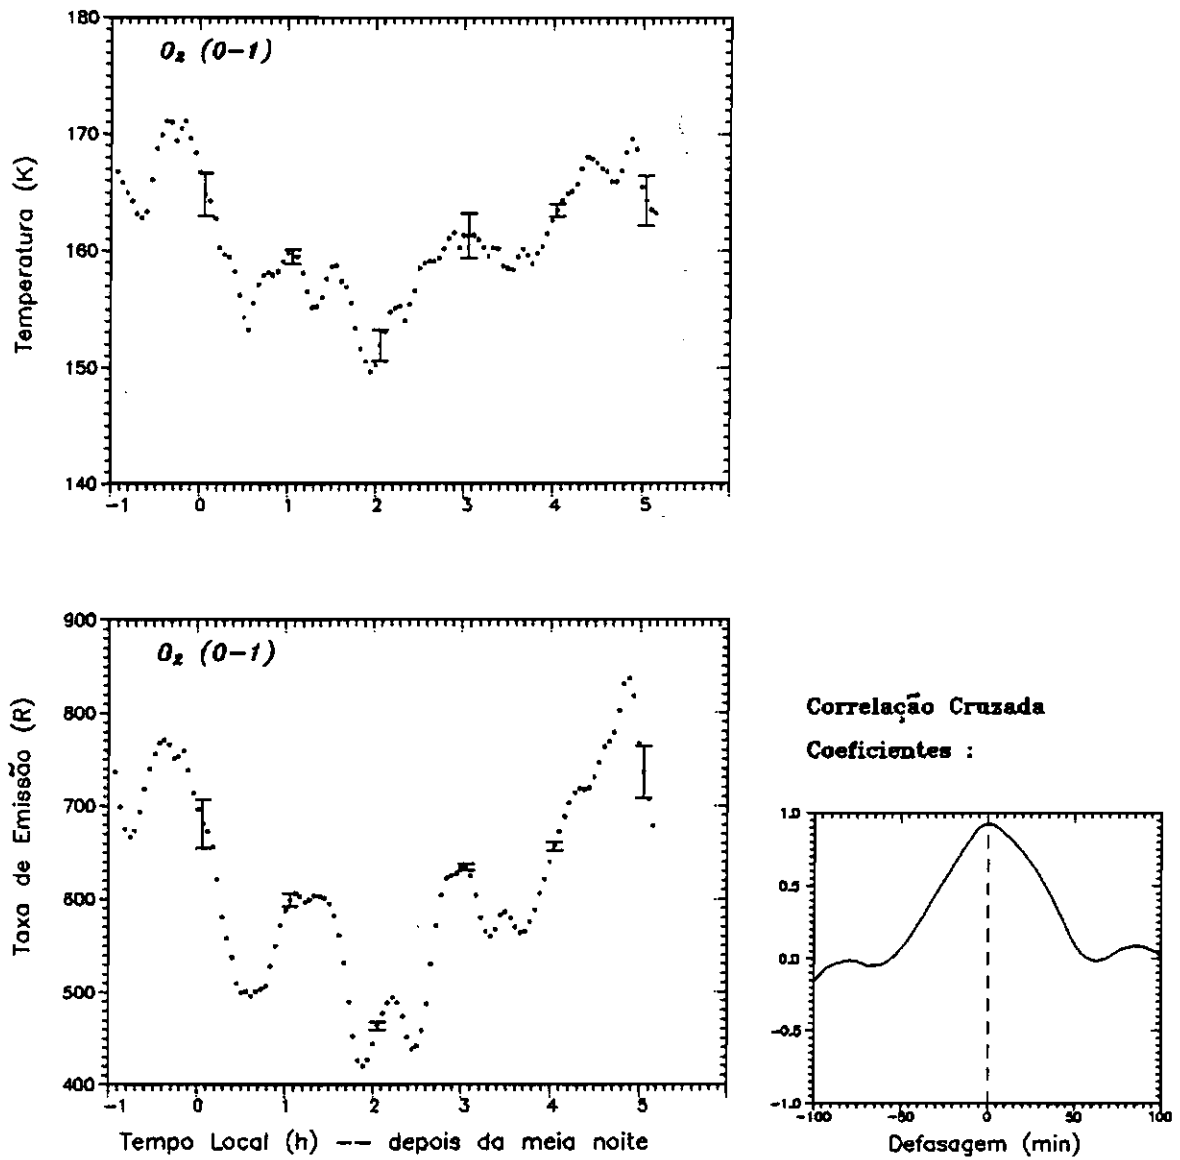 180
170
160
150
140
Temperatura (K)
O₂ (0-1)
-1 0 1 2 3 4 5
900
800
700
600
500
400
Taxa de Emissão (R)
O₂ (0-1)
-1 0 1 2 3 4 5
Tempo Local (h) -- depois da meia noite
Correlação Cruzada
Coeficientes :
1.0
0.5
0.0
-0.5
-1.0
-100 -50 0 50 100
Defasagem (min)